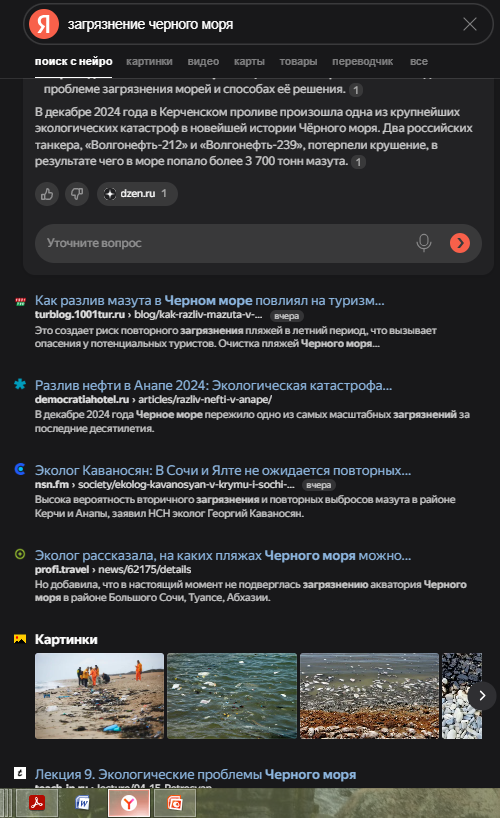 Я загрязнение черного моря
поиск с нейро картинки видео карты товары переводчик все
проблеме загрязнения морей и способах её решения. 1
В декабре 2024 года в Керченском проливе произошла одна из крупнейших
экологических катастроф в новейшей истории Чёрного моря. Два российских
танкера, «Волгонефть-212» и «Волгонефть-239», потерпели крушение, в
результате чего в море попало более 3 700 тонн мазута. 1
dzen.ru 1
Уточните вопрос
Как разлив мазута в Черном море повлиял на туризм...
turblog.1001tur.ru › blog/kak-razliv-mazuta-v-... вчера
Это создает риск повторного загрязнения пляжей в летний период, что вызывает
опасения у потенциальных туристов. Очистка пляжей Черного моря...
Разлив нефти в Анапе 2024: Экологическая катастрофа...
democratiahotel.ru › articles/razliv-nefti-v-anape/
В декабре 2024 года Черное море пережило одно из самых масштабных загрязнений за
последние десятилетия.
Эколог Каваносян: В Сочи и Ялте не ожидается повторных...
nsn.fm › society/ekolog-kavanosyan-v-krymu-i-sochi-... вчера
Высока вероятность вторичного загрязнения и повторных выбросов мазута в районе
Керчи и Анапы, заявил НСН эколог Георгий Каваносян.
Эколог рассказала, на каких пляжах Черного моря можно...
profi.travel › news/62175/details
Но добавила, что в настоящий момент не подверглась загрязнению акватория Черного
моря в районе Большого Сочи, Туапсе, Абхазии.
Картинки
Лекция 9. Экологические проблемы Черного моря